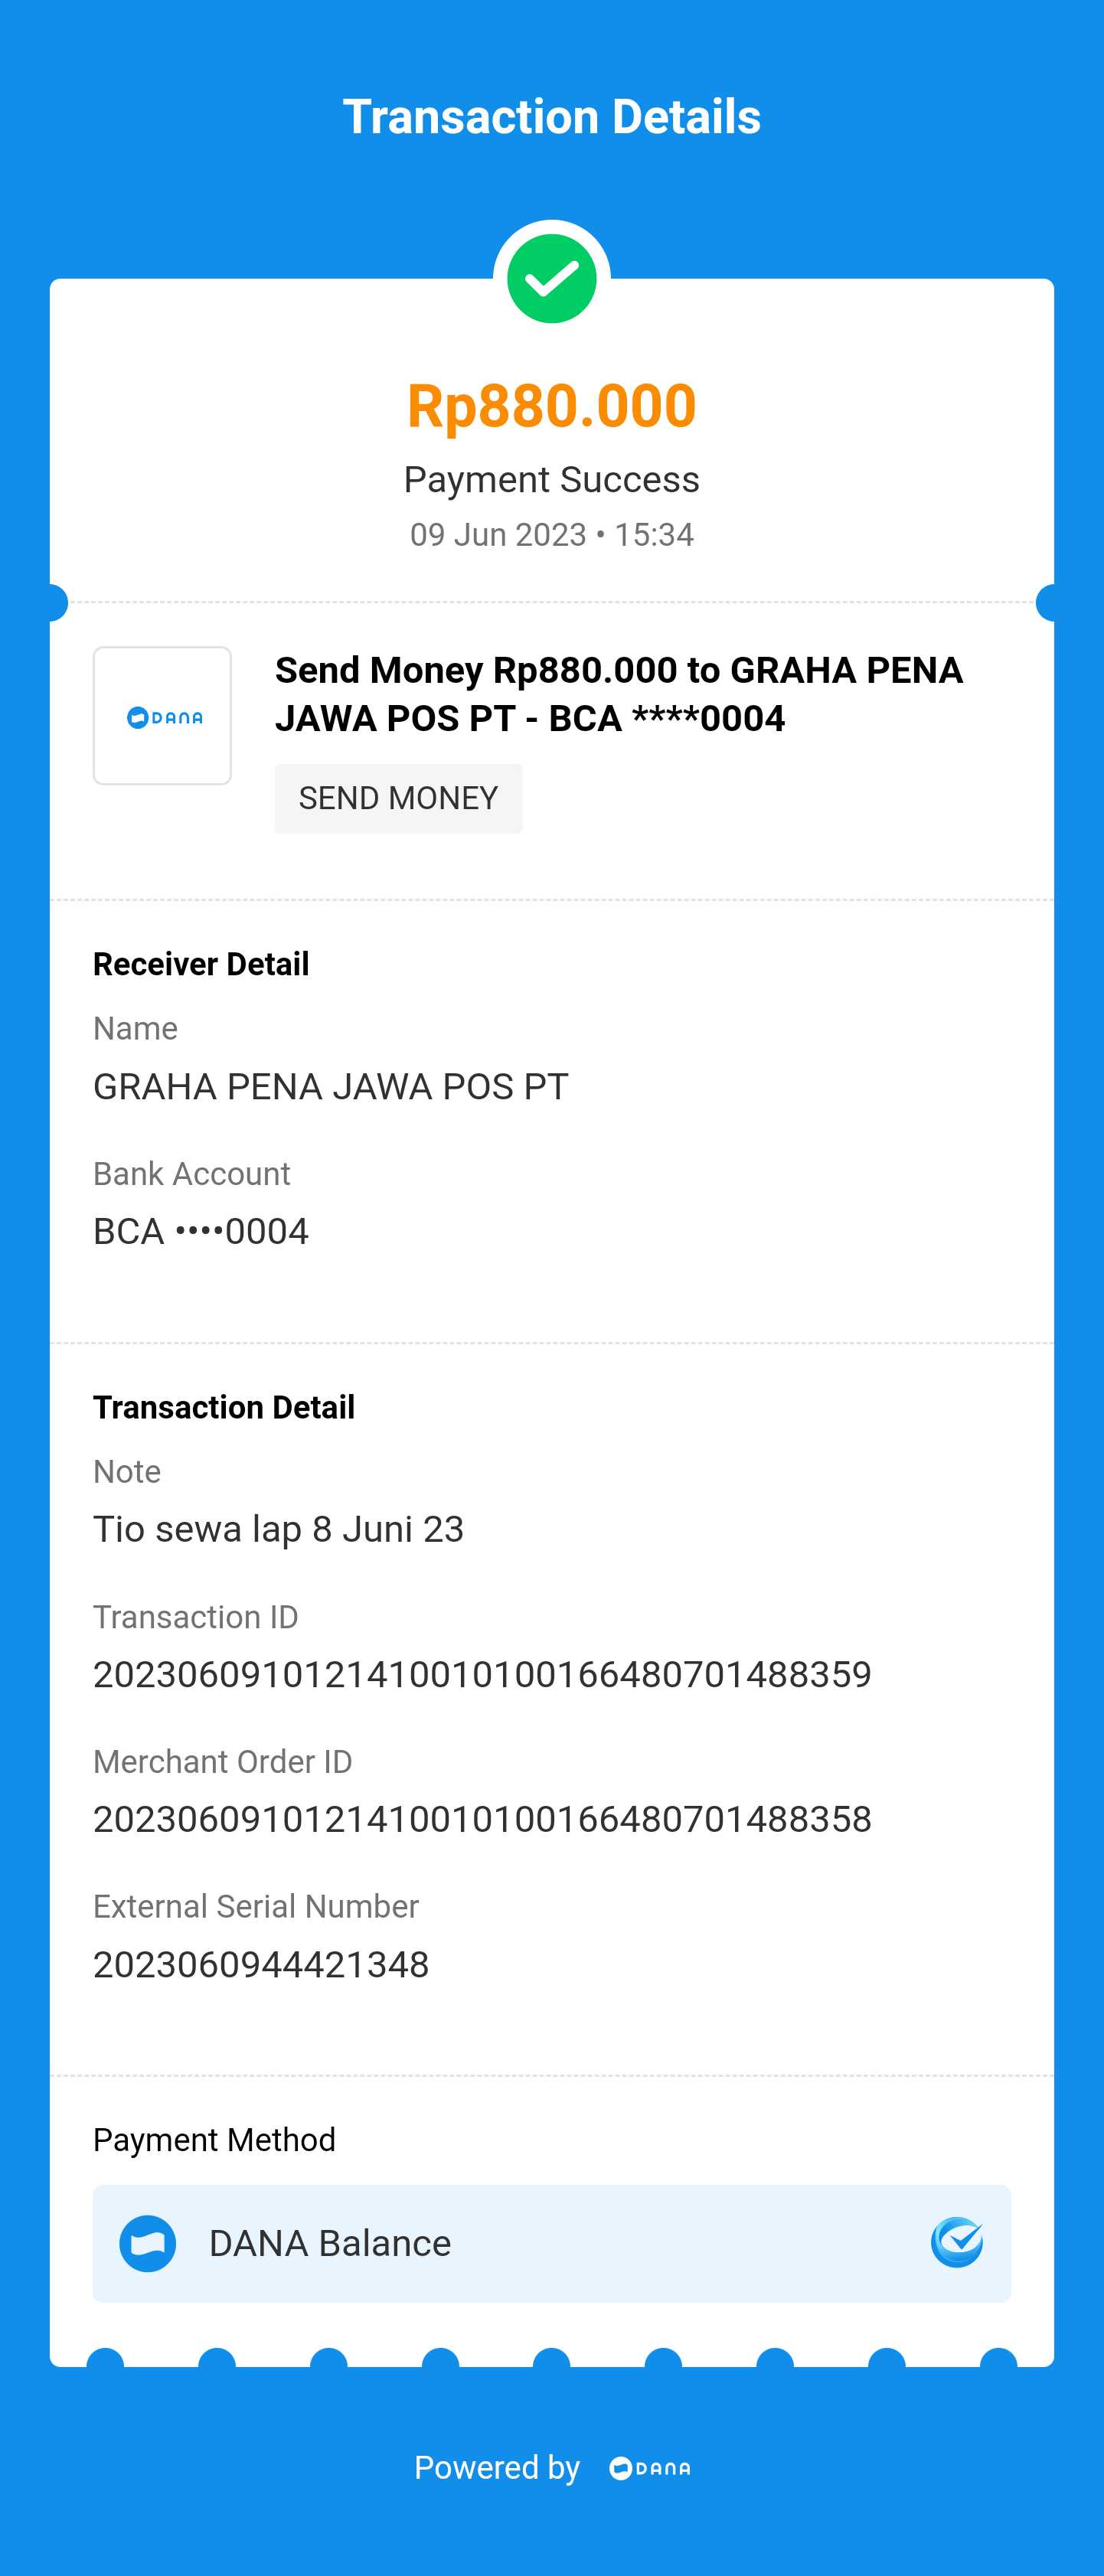 Transaction Details
Rp880.000
Payment Success
09 Jun 2023 • 15:34
DANA
Send Money Rp880.000 to GRAHA PENA
JAWA POS PT - BCA ****0004
SEND MONEY
Receiver Detail
Name
GRAHA PENA JAWA POS PT
Bank Account
BCA ••••0004
Transaction Detail
Note
Tio sewa lap 8 Juni 23
Transaction ID
2023060910121410010100166480701488359
Merchant Order ID
2023060910121410010100166480701488358
External Serial Number
2023060944421348
Payment Method
DANA Balance
Powered by DANA